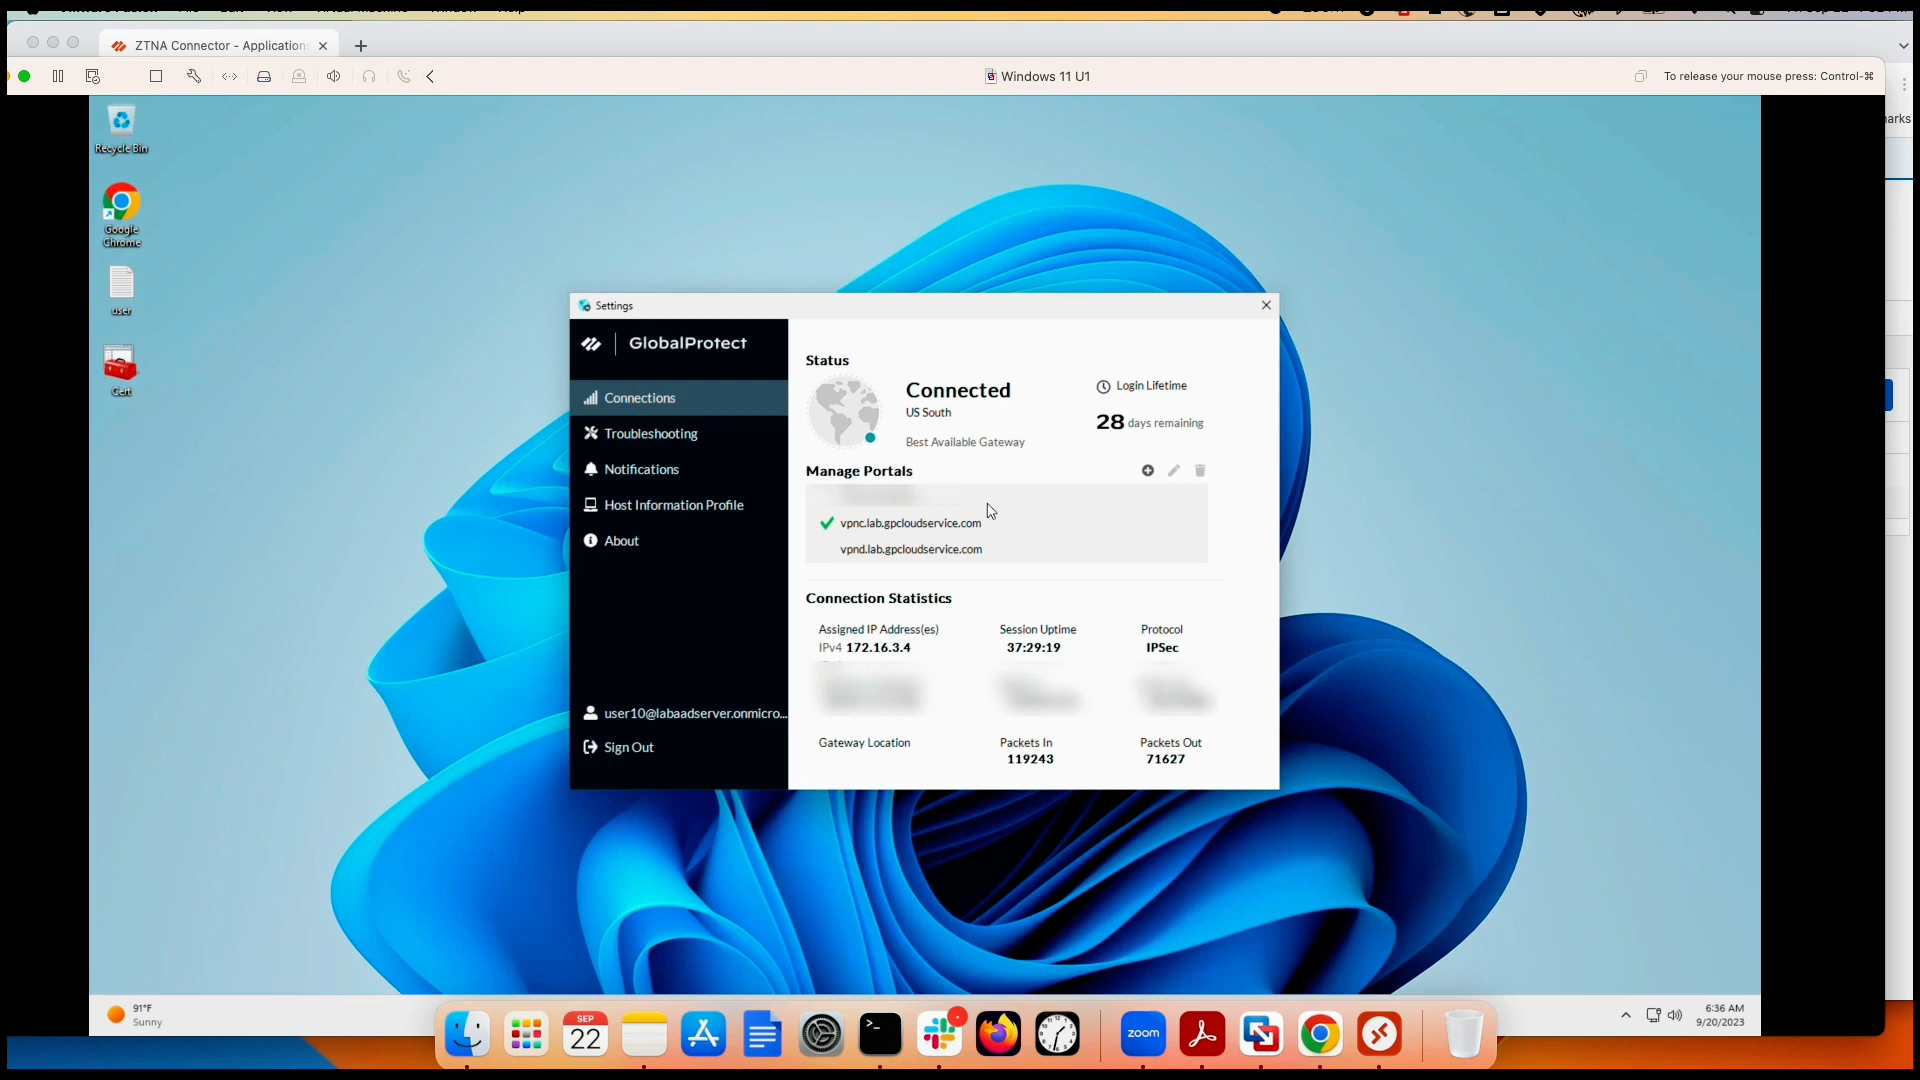 ZTNA Connector - Application
Windows 11 U1
To release your mouse press: Control-⌘
arks
Recycle Bin
Google
Chrome
user
Cert
Settings
GlobalProtect
Connections
Troubleshooting
Notifications
Host Information Profile
About
user10@labaadserver.onmicro...
Sign Out
Status
Connected
US South
Best Available Gateway
Login Lifetime
28 days remaining
Manage Portals
vpnc.lab.gpcloudservice.com
vpnd.lab.gpcloudservice.com
Connection Statistics
Assigned IP Address(es)
Session Uptime
Protocol
IPv4 172.16.3.4
37:29:19
IPSec
Gateway Location
Packets In
Packets Out
119243
71627
91°F
Sunny
SEP
22
zoom
6:36 AM
9/20/2023